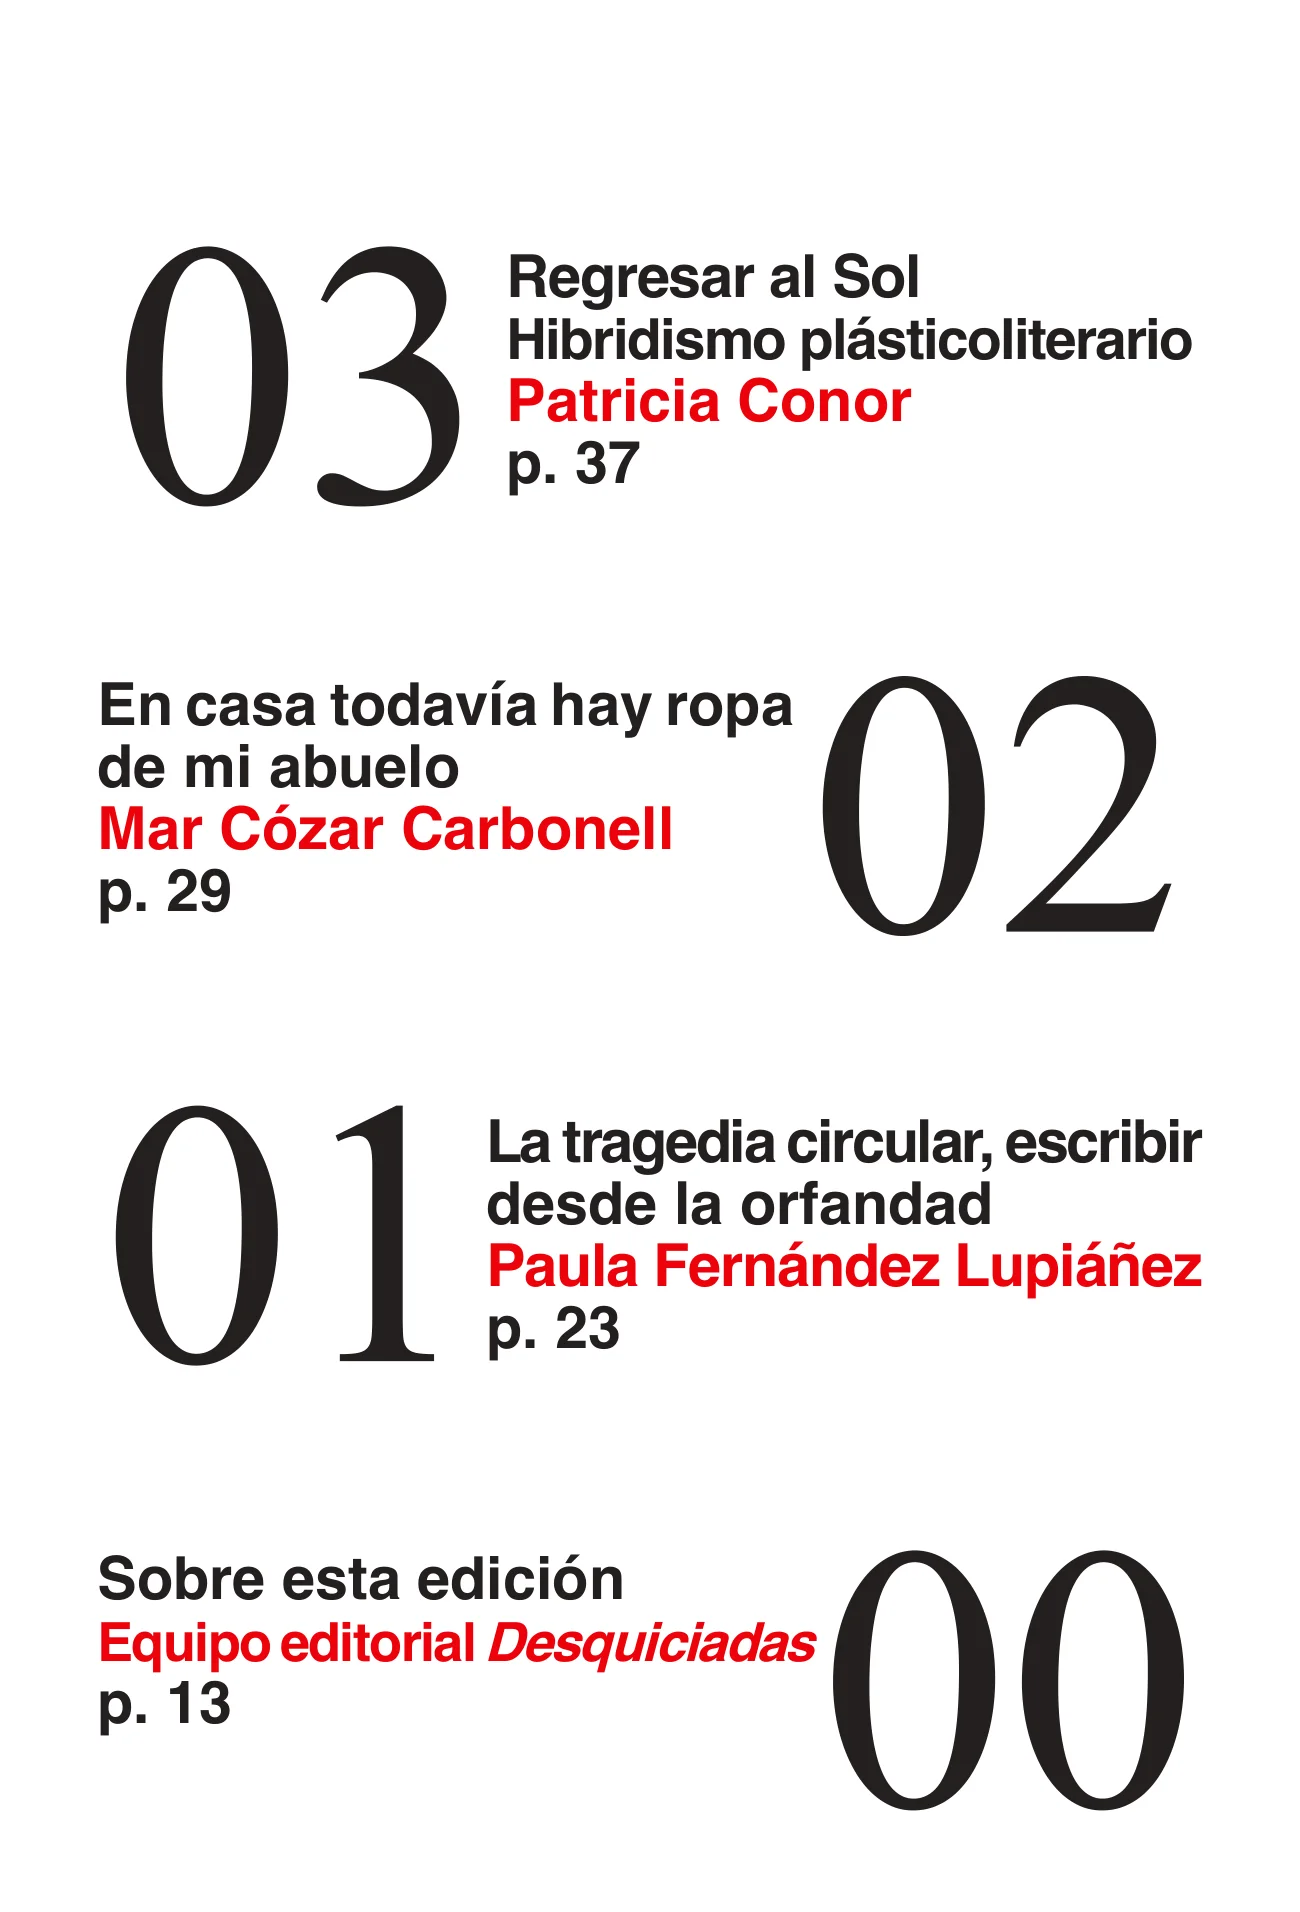 03
Regresar al Sol
Hibridismo plásticoliterario
Patricia Conor
p. 37
En casa todavía hay ropa
de mi abuelo
Mar Cózar Carbonell
p. 29
02
01
La tragedia circular, escribir
desde la orfandad
Paula Fernández Lupiáñez
p. 23
Sobre esta edición
Equipo editorial Desquiciadas
p. 13
00